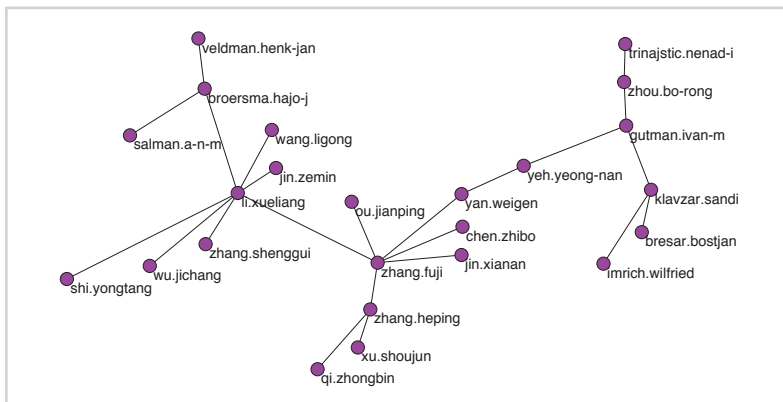 veldman.henk-jan
trinajstic.nenad-i
broersma.hajo-j
zhou.bo-rong
wang.ligong
salman.a-n-m
gutman.ivan-m
jin.zemin
yeh.yeong-nan
li.xueliang
klavzar.sandi
yan.weigen
ou.jianping
chen.zhibo
bresar.bostjan
zhang.shenggui
jin.xianan
zhang.fuji
imrich.wilfried
wu.jichang
shi.yongtang
zhang.heping
xu.shoujun
qi.zhongbin